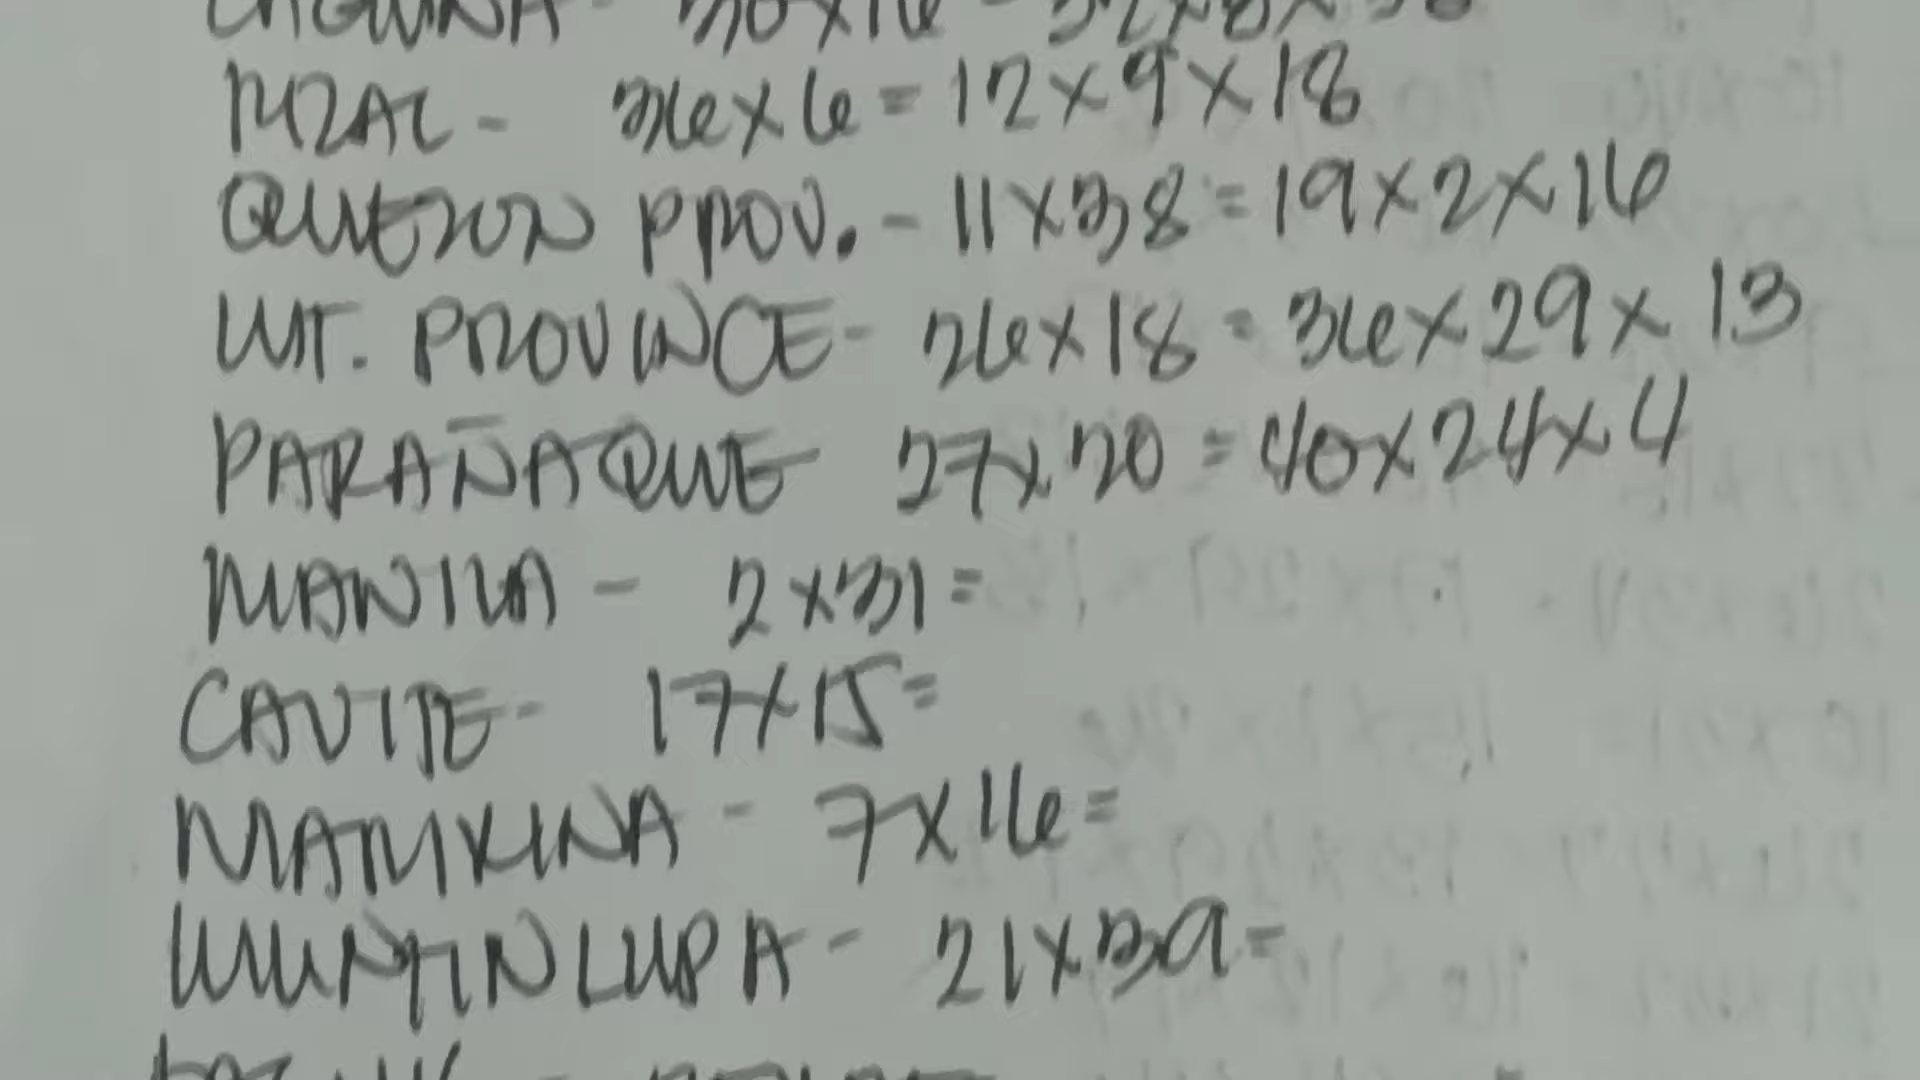 RIZAL - 36 x 6 = 12 x 9 x 18
QUEZON PROV. - 11 x 38 = 19 x 2 x 16
MT. PROVINCE - 26 x 18 = 36 x 29 x 13
PARAÑAQUE 27 x 20 = 40 x 24 x 4
MANILA - 2 x 31 =
CAVITE - 17 x 15 =
MARIKINA - 7 x 16 =
MUNTINLUPA - 21 x 39 =